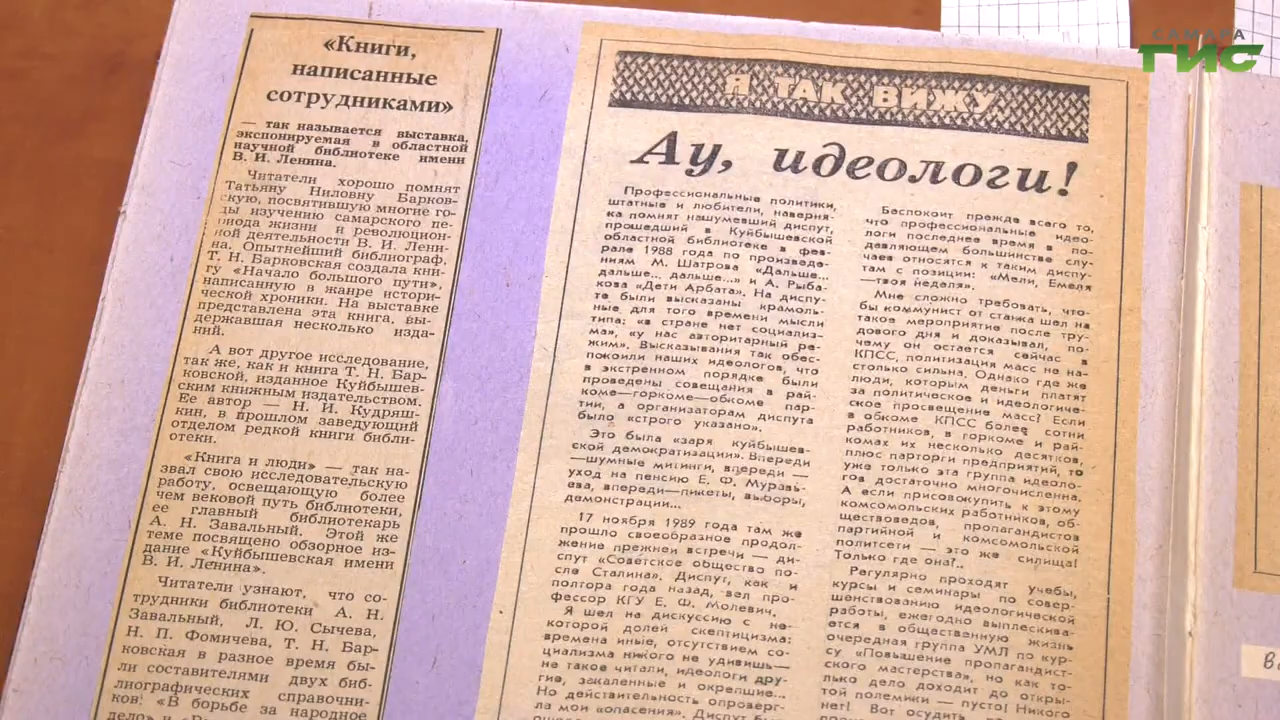 «Книги,
написанные
сотрудниками»
— так называется выставка,
экспонируемая в областной
научной библиотеке имени
В. И. Ленина.
Читатели хорошо помнят
Татьяну Ниловну Барков-
скую, посвятившую многие го-
ды изучению самарского пе-
риода жизни и революцион-
ной деятельности В. И. Лени-
на. Опытнейший библиограф,
Т. Н. Барковская создала кни-
гу «Начало большого пути»,
написанную в жанре истори-
ческой хроники. На выставке
представлена эта книга, вы-
державшая несколько изда-
ний.
А вот другое исследование,
так же, как и книга Т. Н. Бар-
ковской, изданное Куйбышев-
ским книжным издательством.
Ее автор — Н. И. Кудряш-
кин, в прошлом заведующий
отделом редкой книги библи-
отеки.
«Книга и люди» — так на-
звал свою исследовательскую
работу, освещающую более
чем вековой путь библиотеки,
ее главный библиотекарь
А. Н. Завальный. Этой же
теме посвящено обзорное из-
дание «Куйбышевская имени
В. И. Ленина».
Читатели узнают, что со-
трудники библиотеки А. Н.
Завальный, Л. Ю. Сычева,
Н. П. Фомичева, Т. Н. Бар-
ковская в разное время бы-
ли составителями двух биб-
лиографических справочни-
ков: «В борьбе за народное
дело» и
Я ТАК ВИЖУ
Ау, идеологи!
Профессиональные политики,
штатные и любители, наверня-
ка помнят нашумевший диспут,
прошедший в Куйбышевской
областной библиотеке в фев-
рале 1988 года по произведе-
ниям М. Шатрова «Дальше...
дальше... дальше...» и А. Рыба-
кова «Дети Арбата». На диспу-
те были высказаны крамоль-
ные для того времени мысли
типа: «в стране нет социализ-
ма», «у нас авторитарный ре-
жим». Высказывания так обес-
покоили наших идеологов, что
в экстренном порядке были
проведены совещания в рай-
коме—горкоме—обкоме пар-
тии, а организаторам диспута
было «строго указано».
Это была «заря куйбышев-
ской демократизации». Впереди
—шумные митинги, впереди —
уход на пенсию Е. Ф. Муравь-
ева, впереди—пикеты, выборы,
демонстрации...
17 ноября 1989 года там же
прошло своеобразное продол-
жение прежней встречи — ди-
спут «Советское общество по-
сле Сталина». Диспут, как и
полтора года назад, вел про-
фессор КГУ Е. Ф. Молевич.
Я шел на дискуссию с не-
которой долей скептицизма:
времена иные, отсутствием со-
циализма никого не удивишь—
не такое читали, идеологи дру-
гие, закаленные и окрепшие...
Но действительность опроверг-
ла мои «опасения». Диспут был
Беспокоит прежде всего то,
что профессиональные идео-
логи последнее время в по-
давляющем большинстве слу-
чаев относятся к таким диспу-
там с позиции: «Мели, Емеля
—твоя неделя».
Мне сложно требовать, что-
бы коммунист от станка шел на
такое мероприятие после тру-
дового дня и доказывал, по-
чему он остается сейчас в
КПСС, политизация масс не на-
столько сильна. Однако где же
люди, которым деньги платят
за политическое и идеологиче-
ское просвещение масс? Если
в обкоме КПСС более сотни
работников, в горкоме и рай-
комах их несколько десятков,
плюс парторги предприятий, то
уже только эта группа идеоло-
гов достаточно многочисленна.
А если присовокупить к этому
комсомольских работников, об-
ществоведов, пропагандистов
партийной и комсомольской
политсети — это же силища!
Только где она?..
Регулярно проходят учебы,
курсы и семинары по совер-
шенствованию идеологической
работы, ежегодно выплескива-
ется в общественную жизнь
очередная группа УМЛ по кур-
су «Повышение пропагандист-
ского мастерства», но как то-
лько дело доходит до откры-
той полемики — пусто! Никого
нет! Вот осудить
САМАРА
ГИС